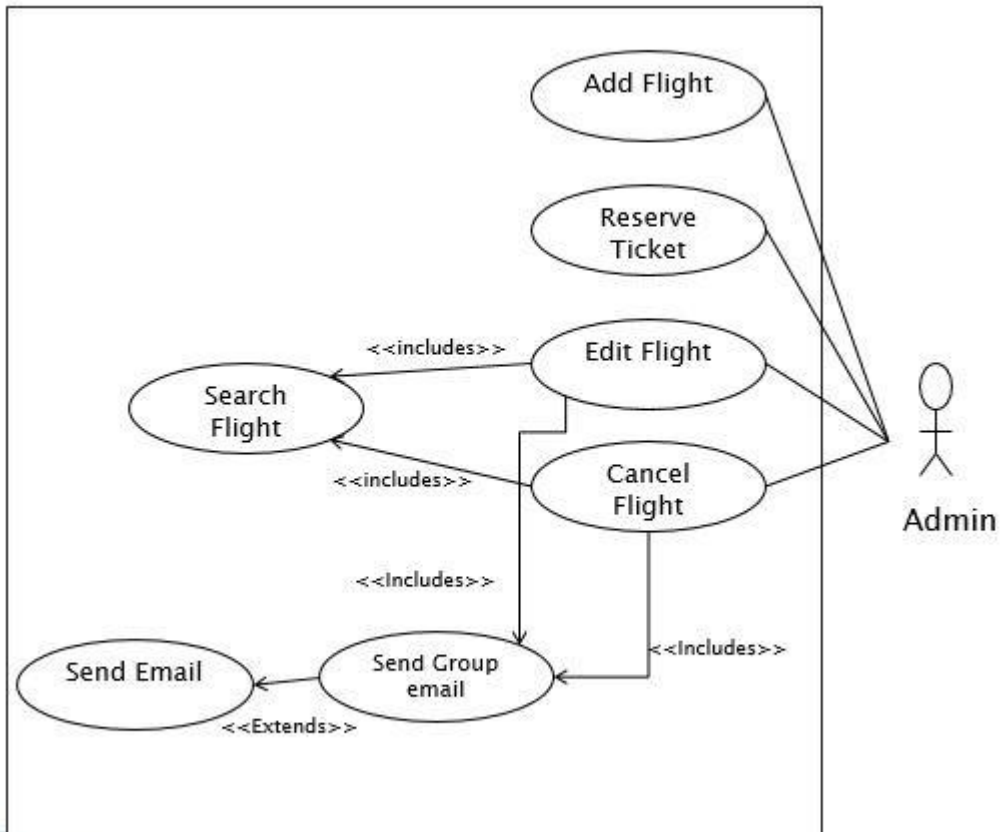 Add Flight
Reserve
Ticket
<<includes>>
Edit Flight
Search
Flight
<<includes>>
Cancel
Flight
Admin
<<Includes>>
<<Includes>>
Send Email
Send Group
email
<<Extends>>